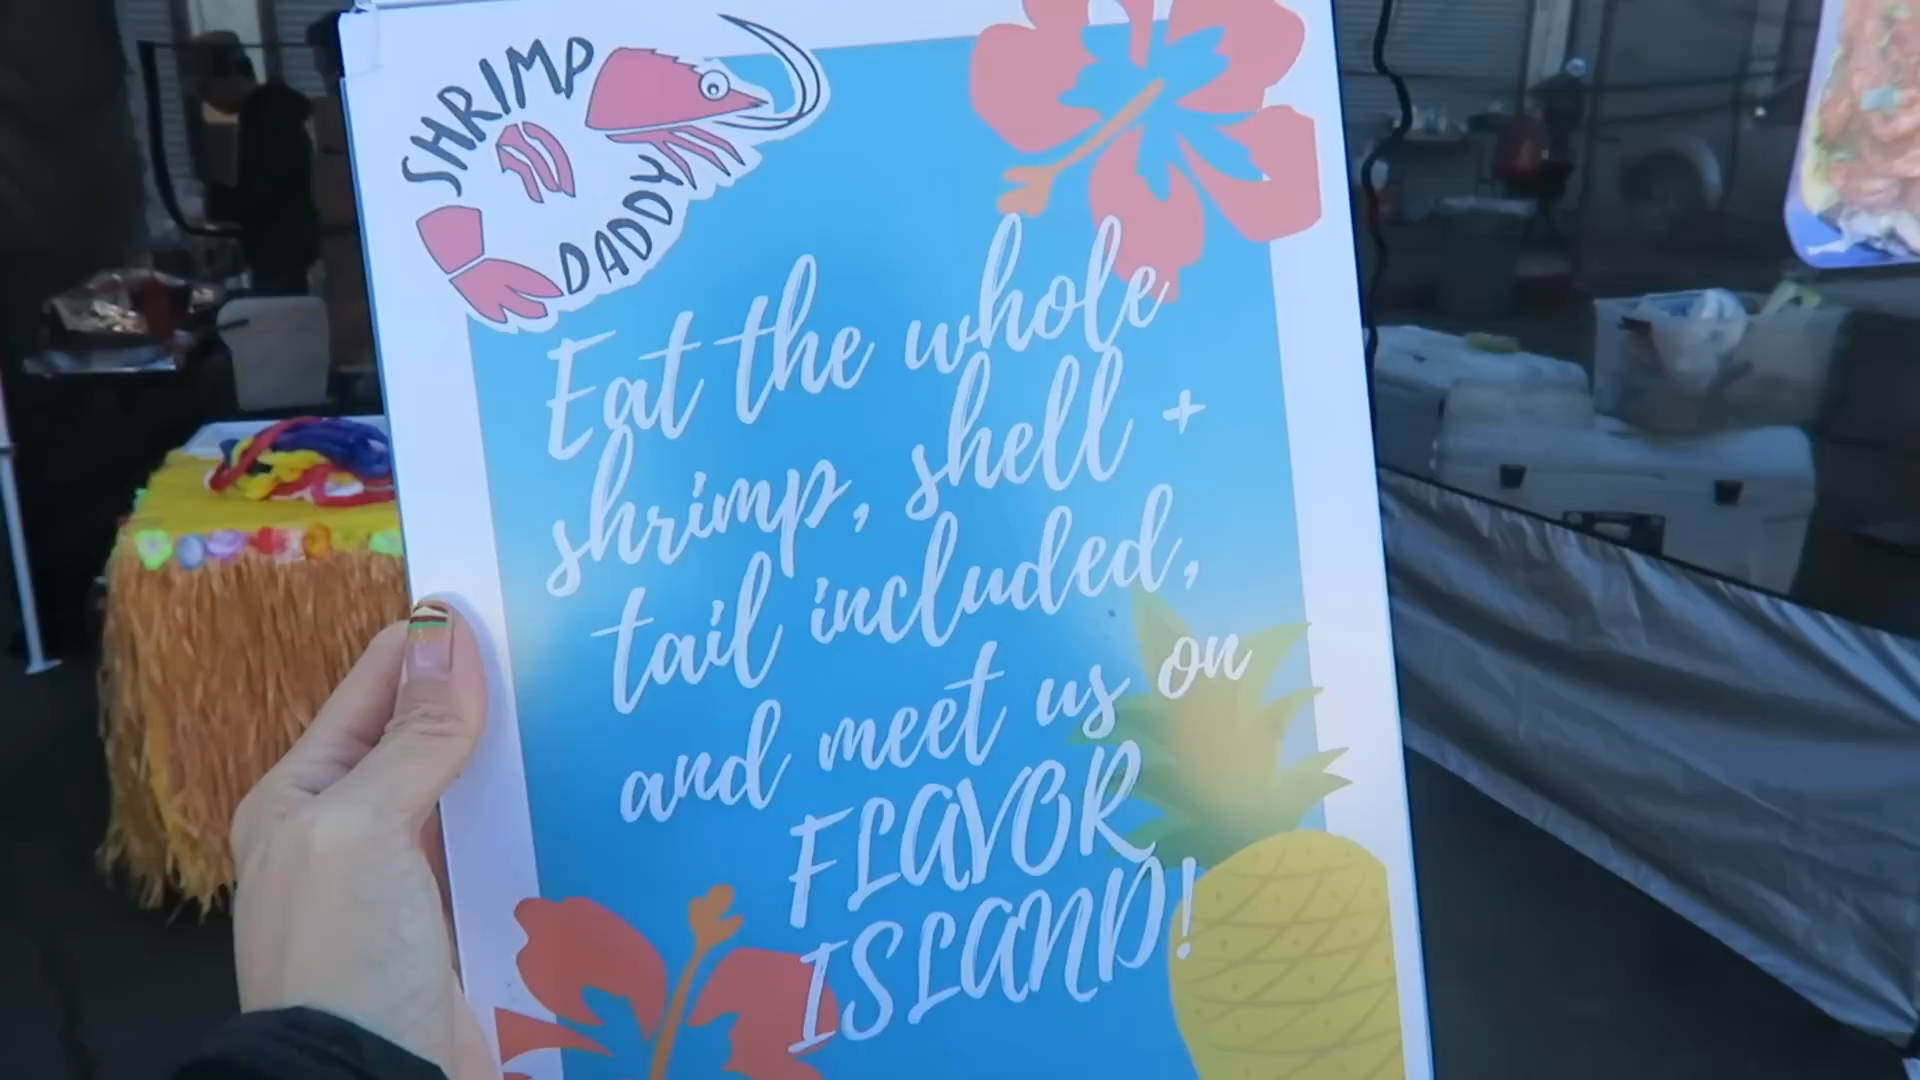 SHRIMP
DADDY
Eat the whole
shrimp, shell +
tail included,
and meet us on
FLAVOR
ISLAND!